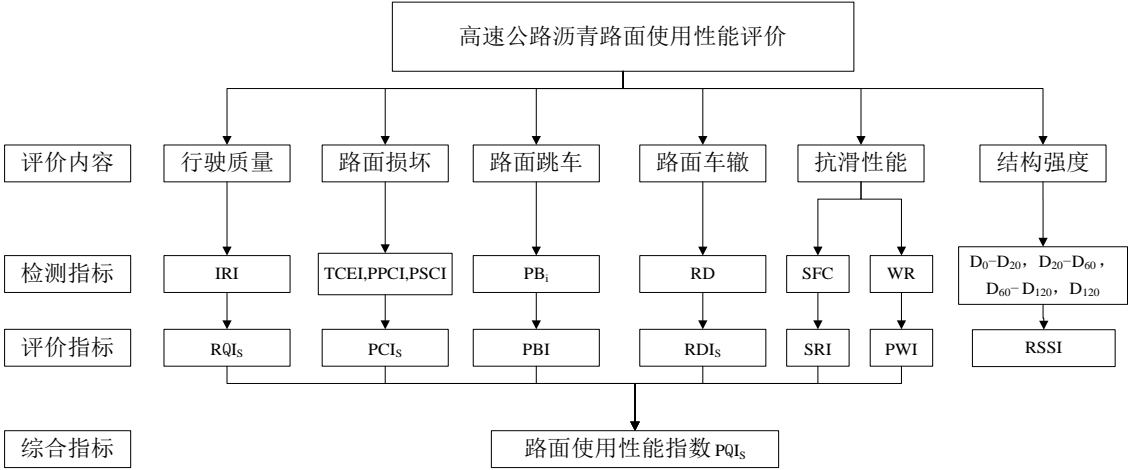 高速公路沥青路面使用性能评价
评价内容 行驶质量 路面损坏 路面跳车 路面车辙 抗滑性能 结构强度
检测指标 IRI TCEI,PPCI,PSCI PBi RD SFC WR D0-D20，D20-D60，
D60-D120，D120
评价指标 RQIS PCIS PBI RDIS SRI PWI RSSI
综合指标 路面使用性能指数 PQIS